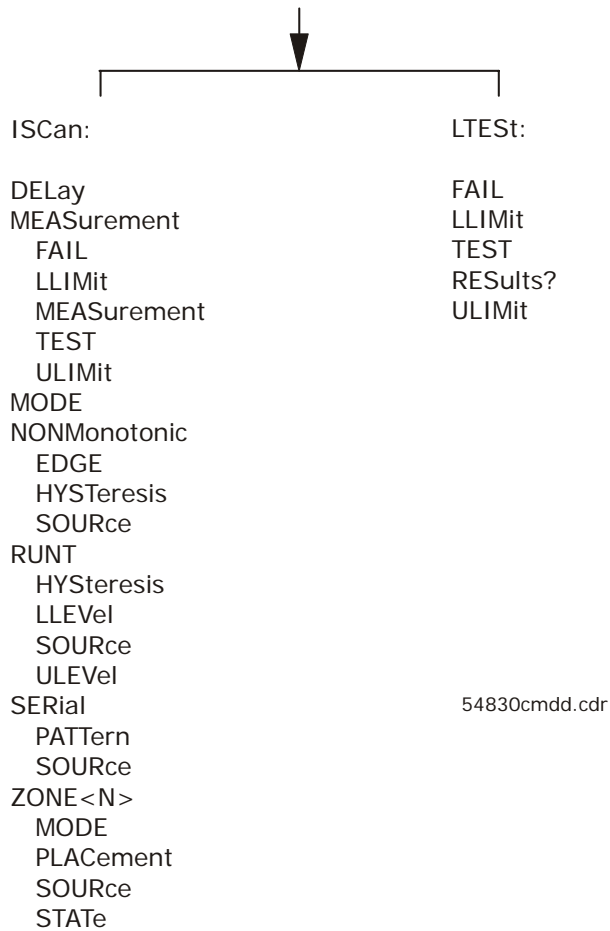 ISCan:
DELay
MEASurement
FAIL
LLIMit
MEASurement
TEST
ULIMit
MODE
NONMonotonic
EDGE
HYSTeresis
SOURce
RUNT
HYSteresis
LLEVel
SOURce
ULEVel
SERial
PATTern
SOURce
ZONE<N>
MODE
PLACement
SOURce
STATe
LTESt:
FAIL
LLIMit
TEST
RESults?
ULIMit
54830cmdd.cdr